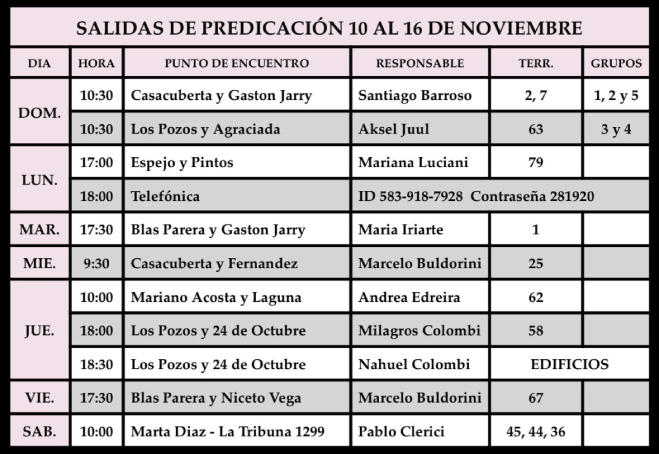 SALIDAS DE PREDICACIÓN 10 AL 16 DE NOVIEMBRE
DIA HORA PUNTO DE ENCUENTRO RESPONSABLE TERR. GRUPOS
DOM. 10:30 Casacuberta y Gaston Jarry Santiago Barroso 2, 7 1, 2 y 5
10:30 Los Pozos y Agraciada Aksel Juul 63 3 y 4
LUN. 17:00 Espejo y Pintos Mariana Luciani 79
18:00 Telefónica ID 583-918-7928 Contraseña 281920
MAR. 17:30 Blas Parera y Gaston Jarry Maria Iriarte 1
MIE. 9:30 Casacuberta y Fernandez Marcelo Buldorini 25
JUE. 10:00 Mariano Acosta y Laguna Andrea Edreira 62
18:00 Los Pozos y 24 de Octubre Milagros Colombi 58
18:30 Los Pozos y 24 de Octubre Nahuel Colombi EDIFICIOS
VIE. 17:30 Blas Parera y Niceto Vega Marcelo Buldorini 67
SAB. 10:00 Marta Diaz - La Tribuna 1299 Pablo Clerici 45, 44, 36